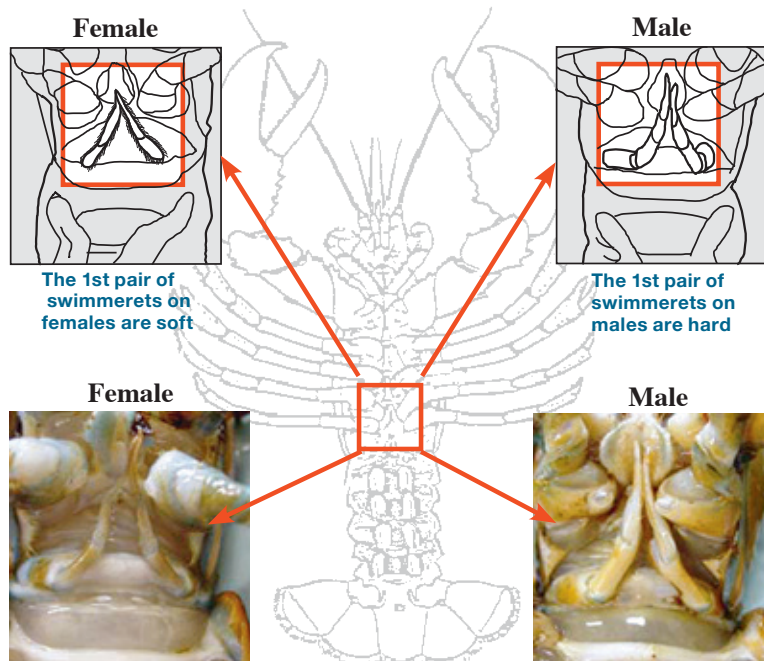 Female
Male
The 1st pair of
swimmerets on
females are soft
The 1st pair of
swimmerets on
males are hard
Female
Male